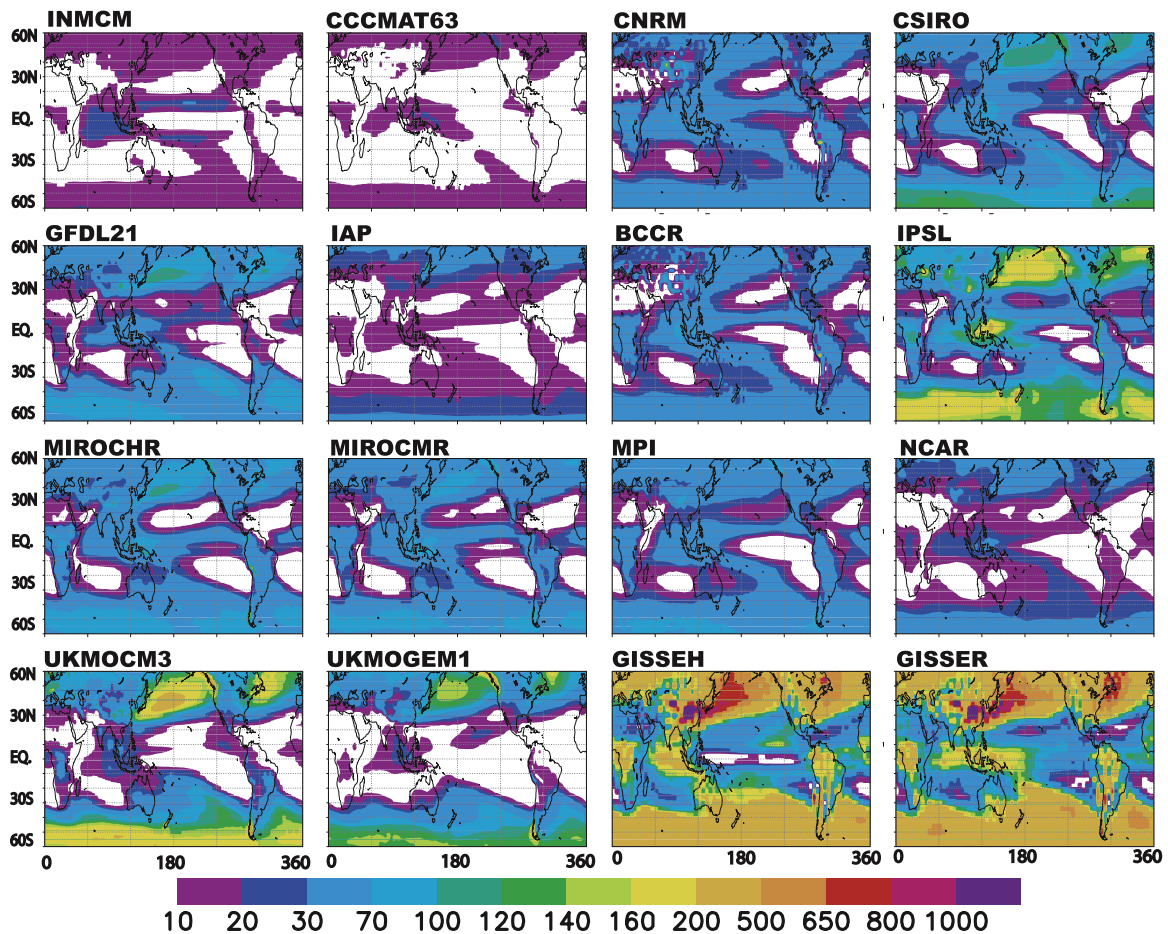 INMCM CCCMAT63 CNRM CSIRO
60N
30N
EQ.
30S
60S
GFDL21 IAP BCCR IPSL
60N
30N
EQ.
30S
60S
MIROCHR MIROCMR MPI NCAR
60N
30N
EQ.
30S
60S
UKMOCM3 UKMOGEM1 GISSEH GISSER
60N
30N
EQ.
30S
60S
0 180 360 0 180 360 0 180 360 0 180 360
10 20 30 70 100 120 140 160 200 500 650 800 1000